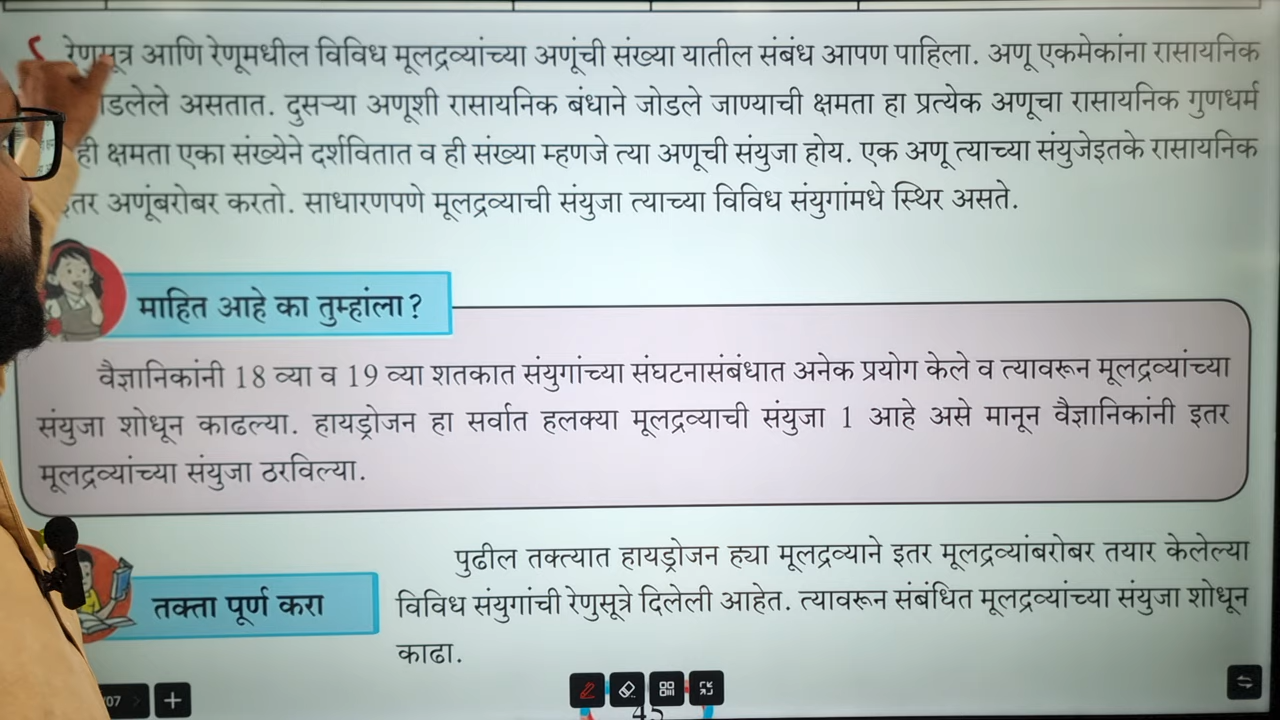 रेणूसूत्र आणि रेणूमधील विविध मूलद्रव्यांच्या अणूंची संख्या यातील संबंध आपण पाहिला. अणू एकमेकांना रासायनिक
असतात. दुसऱ्या अणूशी रासायनिक बंधाने जोडले जाण्याची क्षमता हा प्रत्येक अणूचा रासायनिक गुणधर्म
ही क्षमता एका संख्येने दर्शवितात व ही संख्या म्हणजे त्या अणूची संयुजा होय. एक अणू त्याच्या संयुजेइतके रासायनिक
अणूंबरोबर करतो. साधारणपणे मूलद्रव्याची संयुजा त्याच्या विविध संयुगांमधे स्थिर असते.
माहित आहे का तुम्हांला?
वैज्ञानिकांनी 18 व्या व 19 व्या शतकात संयुगांच्या संघटनासंबंधात अनेक प्रयोग केले व त्यावरून मूलद्रव्यांच्या
संयुजा शोधून काढल्या. हायड्रोजन हा सर्वात हलक्या मूलद्रव्याची संयुजा 1 आहे असे मानून वैज्ञानिकांनी इतर
मूलद्रव्यांच्या संयुजा ठरविल्या.
तक्ता पूर्ण करा
पुढील तक्त्यात हायड्रोजन ह्या मूलद्रव्याने इतर मूलद्रव्यांबरोबर तयार केलेल्या
विविध संयुगांची रेणुसूत्रे दिलेली आहेत. त्यावरून संबंधित मूलद्रव्यांच्या संयुजा शोधून
काढा.
45